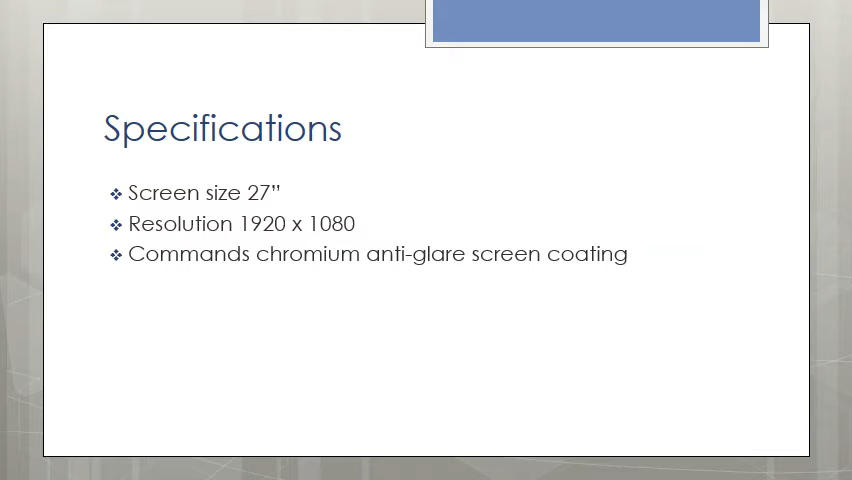 Specifications
❖ Screen size 27”
❖ Resolution 1920 x 1080
❖ Commands chromium anti-glare screen coating